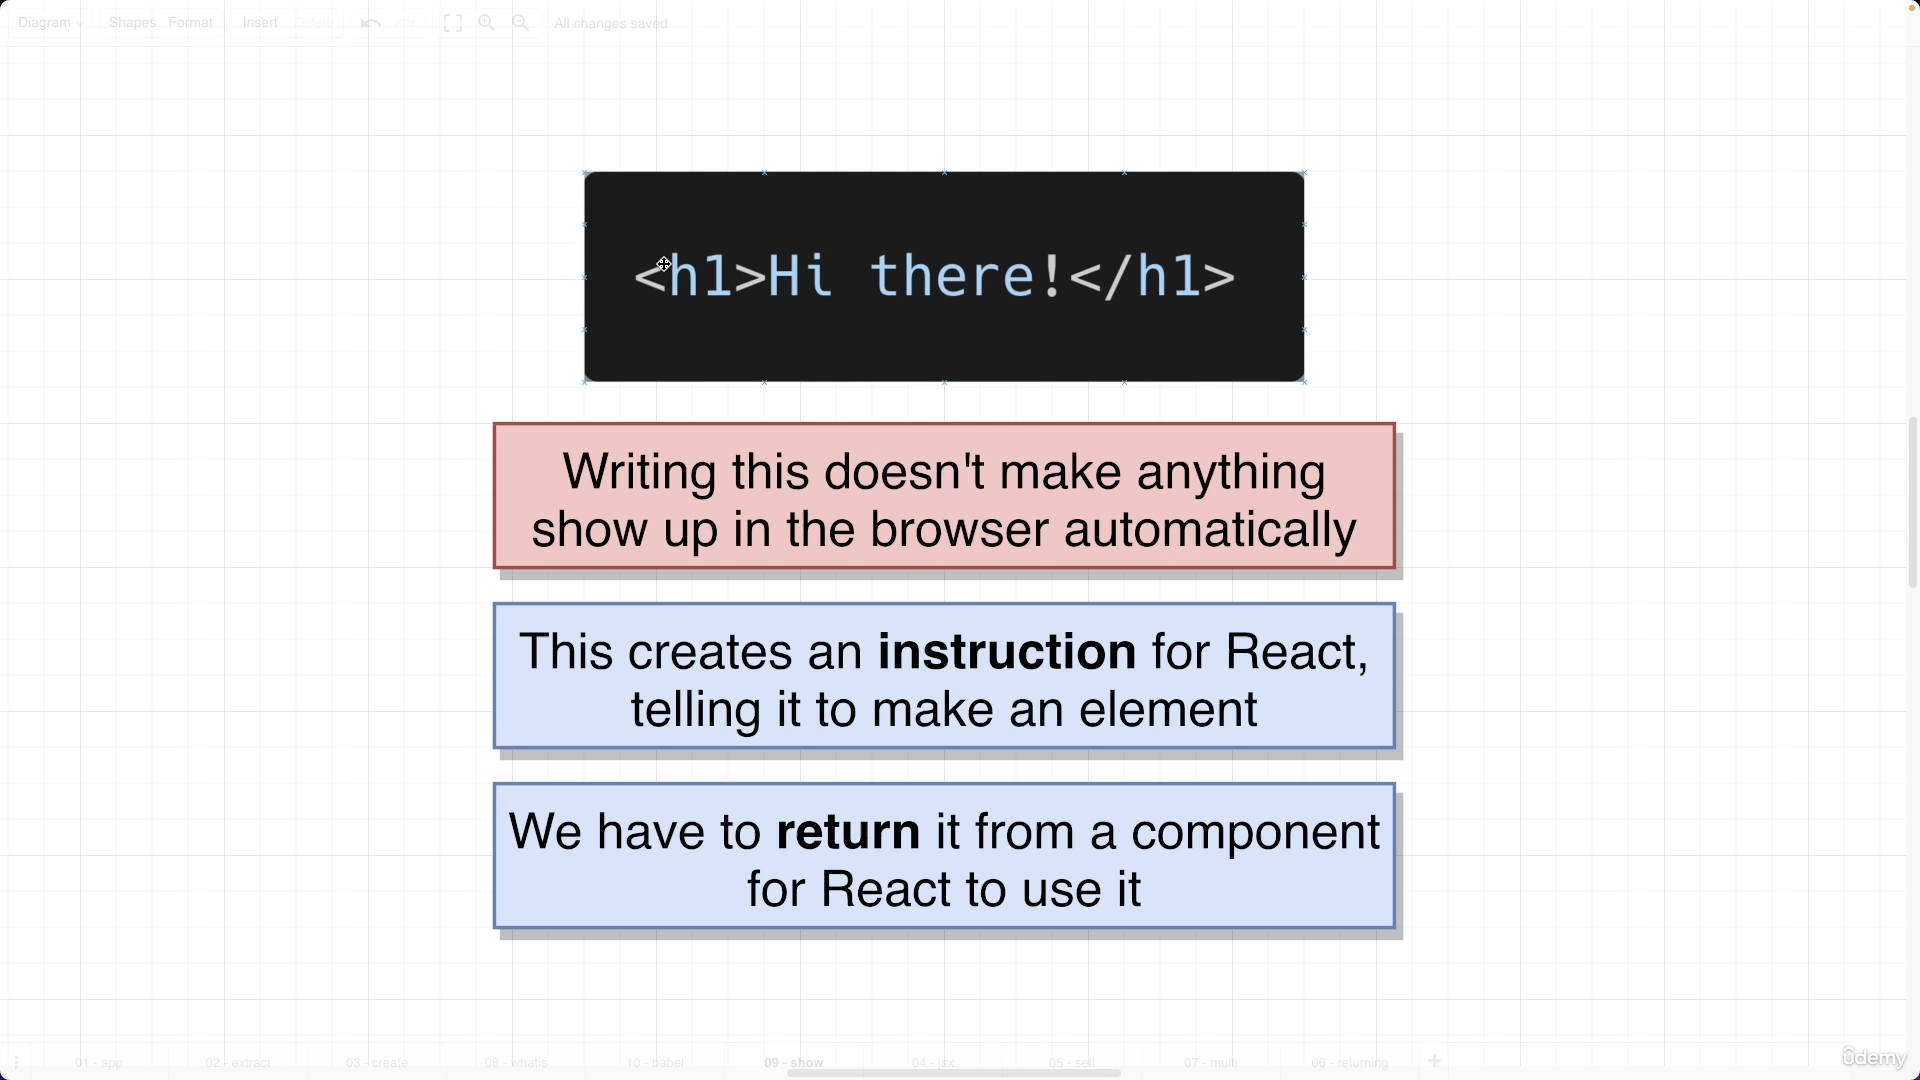 Diagram Shapes Format Insert Delete All changes saved
<h1>Hi there!</h1>
Writing this doesn't make anything
show up in the browser automatically
This creates an instruction for React,
telling it to make an element
We have to return it from a component
for React to use it
01 - app 02 - extract 03 - create 08 - whatis 10 - babel 09 - show 04 - jsx 05 - self 07 - multi 06 - returning
ûdemy